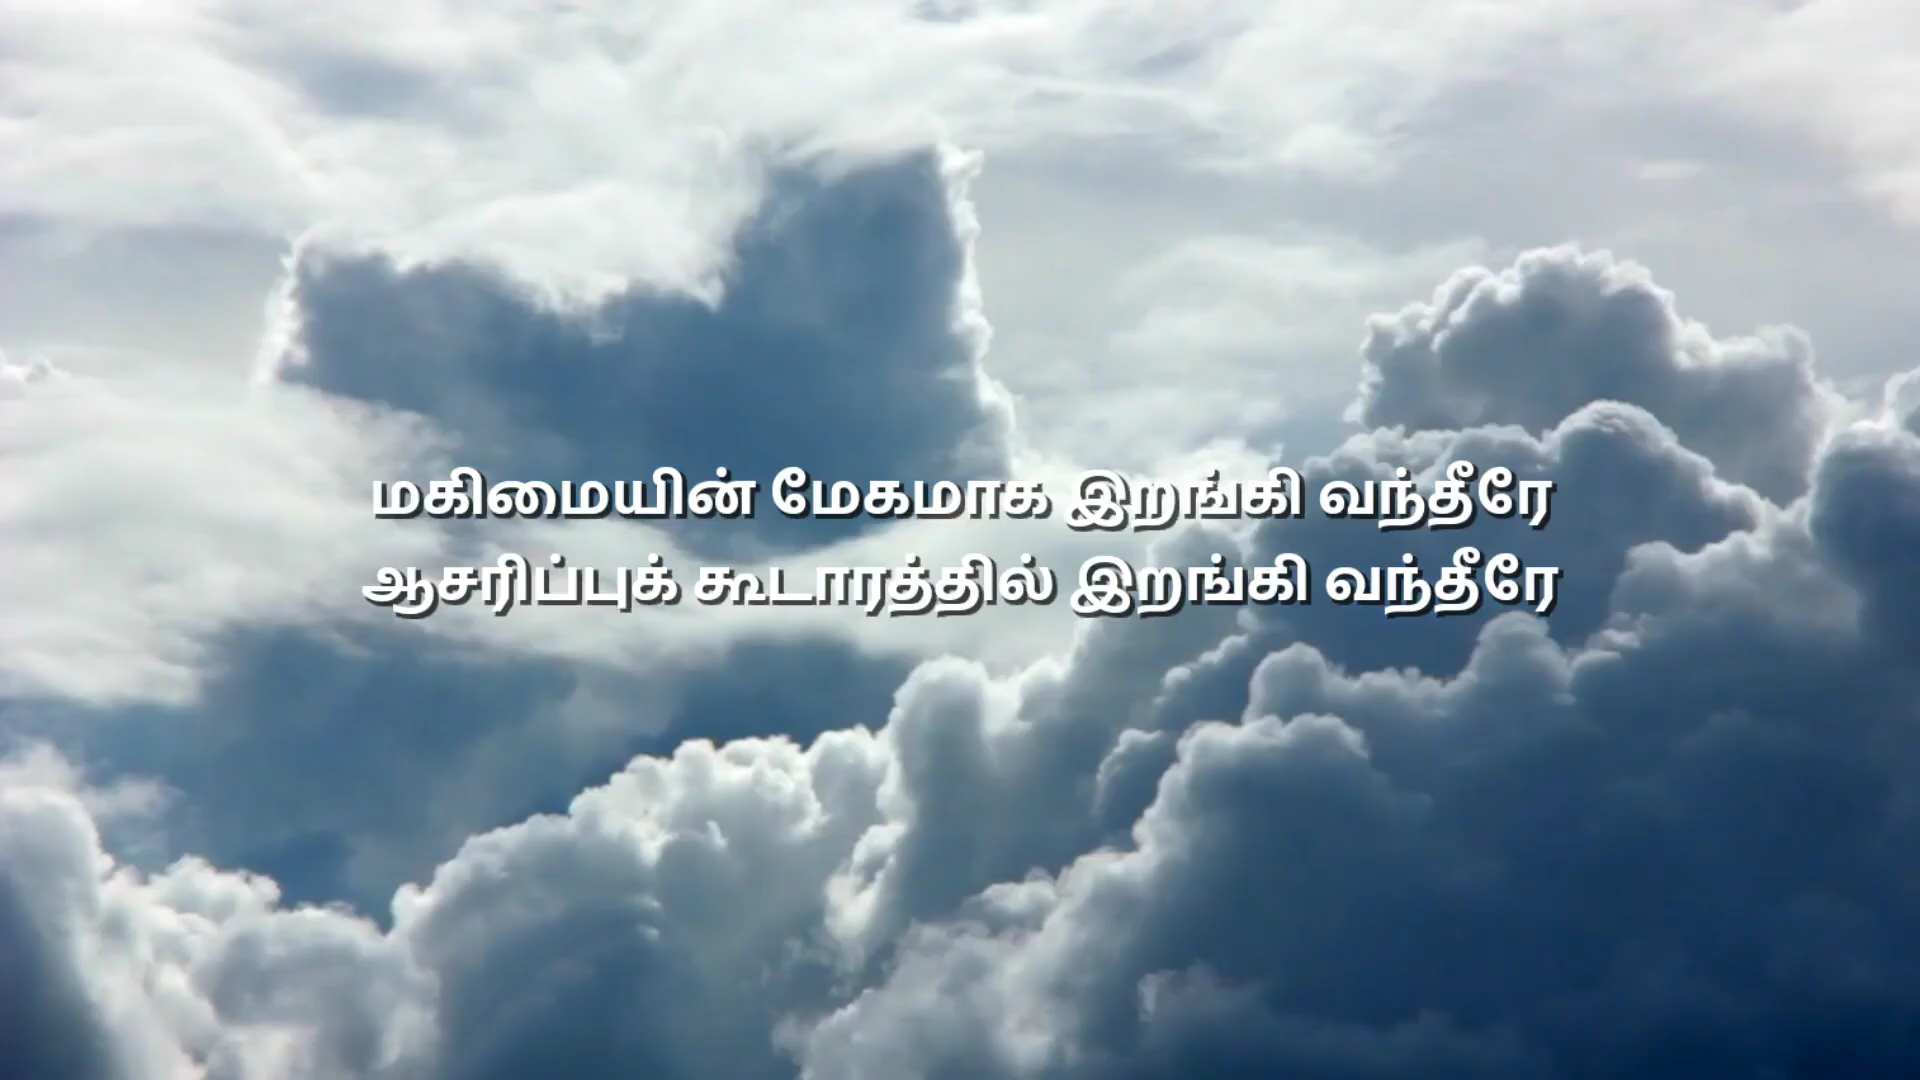 மகிமையின் மேகமாக இறங்கி வந்தீரே
ஆசரிப்புக் கூடாரத்தில் இறங்கி வந்தீரே